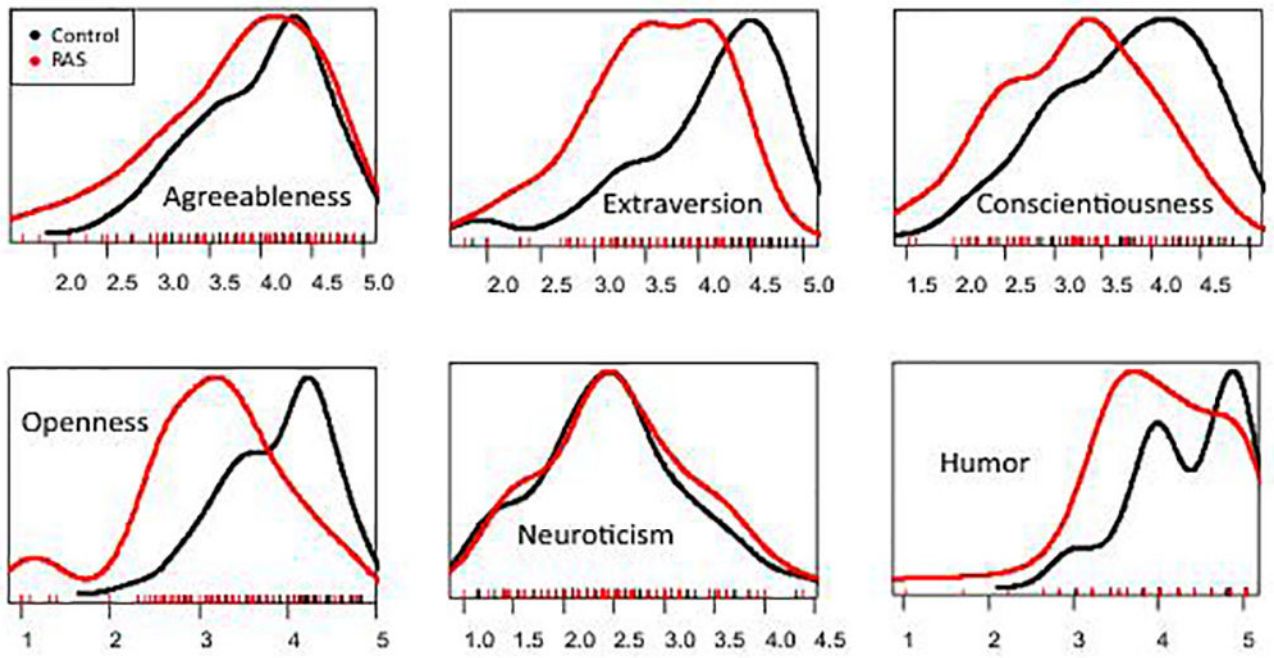 Control
RAS
Agreeableness
2.0 2.5 3.0 3.5 4.0 4.5 5.0
Extraversion
2.0 2.5 3.0 3.5 4.0 4.5 5.0
Conscientiousness
1.5 2.0 2.5 3.0 3.5 4.0 4.5
Openness
1 2 3 4 5
Neuroticism
1.0 1.5 2.0 2.5 3.0 3.5 4.0 4.5
Humor
1 2 3 4 5